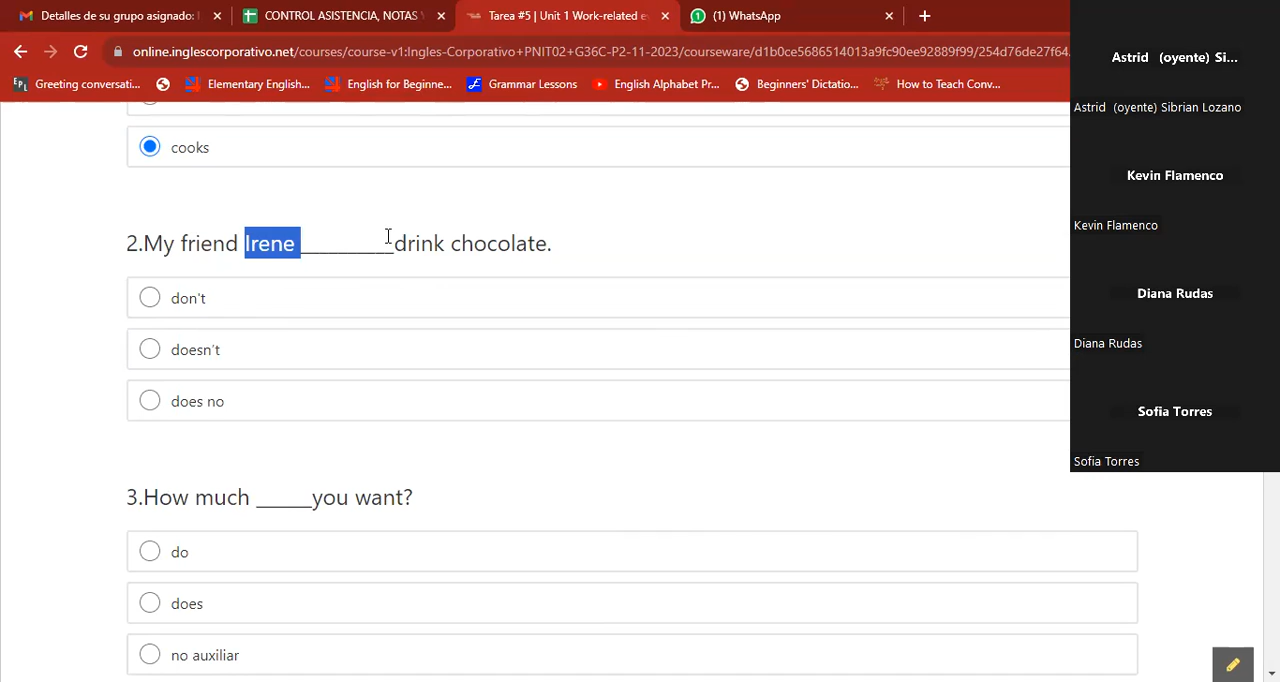 Detalles de su grupo asignado: I
CONTROL ASISTENCIA, NOTAS Y
Tarea #5 | Unit 1 Work-related e
(1) WhatsApp
online.inglescorporativo.net/courses/course-v1:Ingles-Corporativo+PNIT02+G36C-P2-11-2023/courseware/d1b0ce5686514013a9fc90ee92889f99/254d76de27f64.
Greeting conversati...
Elementary English...
English for Beginne...
Grammar Lessons
English Alphabet Pr...
Beginners' Dictatio...
How to Teach Conv...
cooks
2.My friend Irene __________drink chocolate.
don't
doesn't
does no
3.How much ______you want?
do
does
no auxiliar
Astrid (oyente) Si...
Astrid (oyente) Sibrian Lozano
Kevin Flamenco
Kevin Flamenco
Diana Rudas
Diana Rudas
Sofia Torres
Sofia Torres